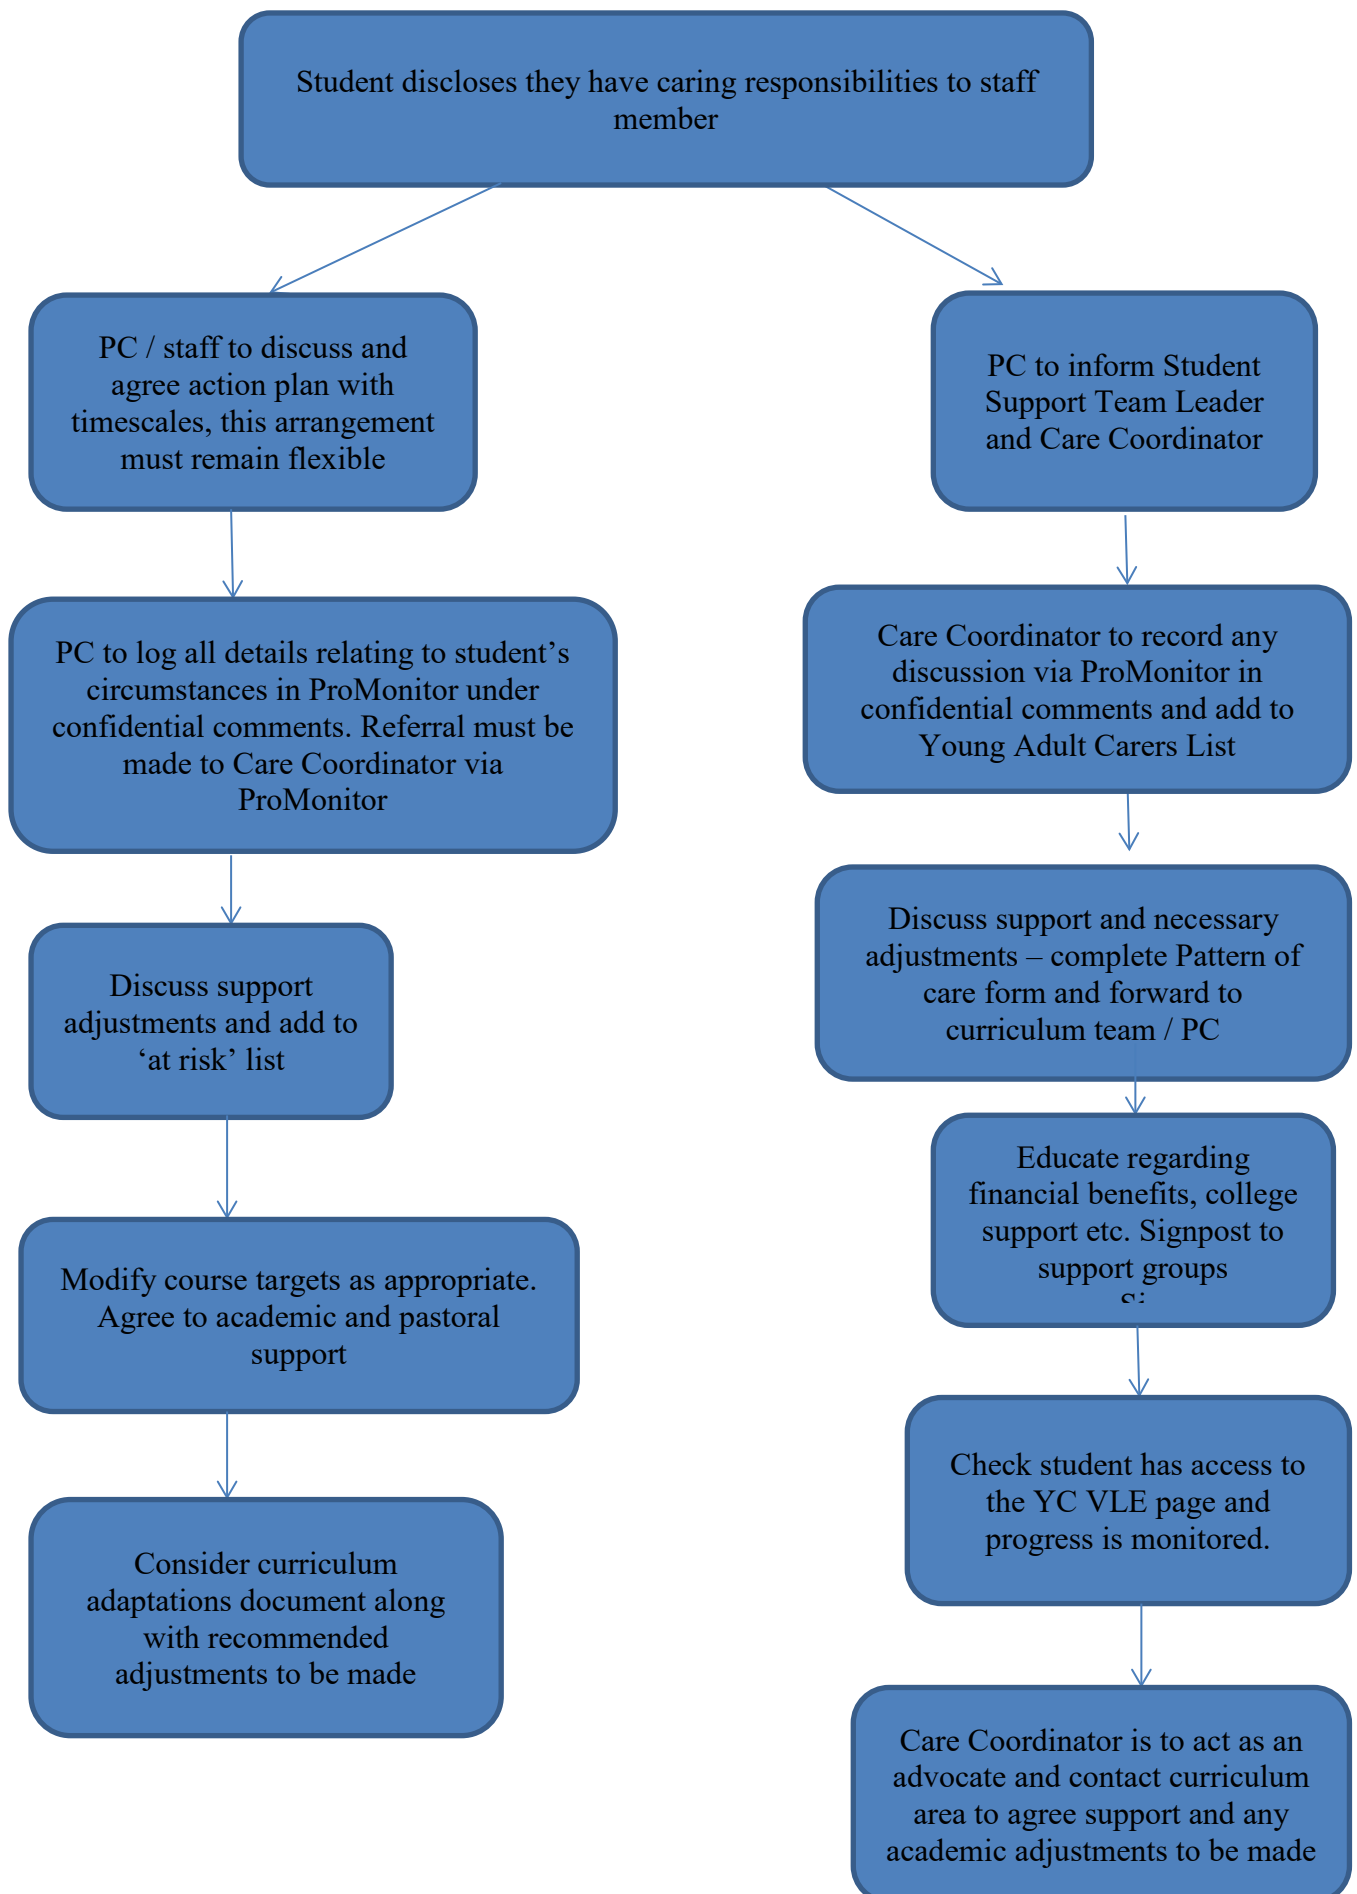 Student discloses they have caring responsibilities to staff
member
PC / staff to discuss and
agree action plan with
timescales, this arrangement
must remain flexible
PC to log all details relating to student’s
circumstances in ProMonitor under
confidential comments. Referral must be
made to Care Coordinator via
ProMonitor
Discuss support
adjustments and add to
‘at risk’ list
Modify course targets as appropriate.
Agree to academic and pastoral
support
Consider curriculum
adaptations document along
with recommended
adjustments to be made
PC to inform Student
Support Team Leader
and Care Coordinator
Care Coordinator to record any
discussion via ProMonitor in
confidential comments and add to
Young Adult Carers List
Discuss support and necessary
adjustments – complete Pattern of
care form and forward to
curriculum team / PC
Educate regarding
financial benefits, college
support etc. Signpost to
support groups
Check student has access to
the YC VLE page and
progress is monitored.
Care Coordinator is to act as an
advocate and contact curriculum
area to agree support and any
academic adjustments to be made